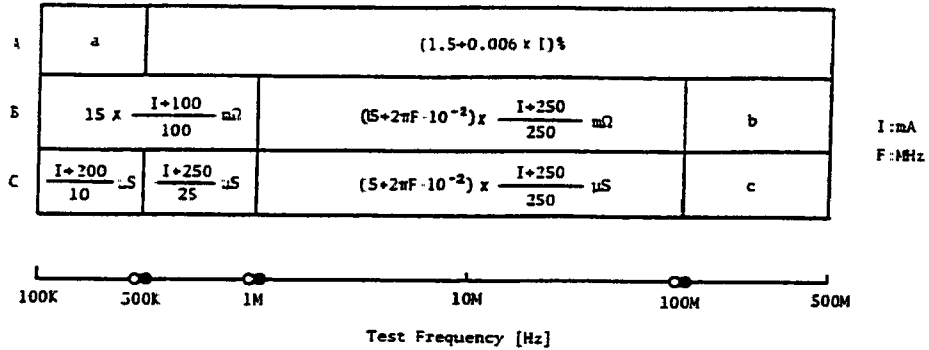 A a (1.5+0.006 x I)%
B 15 x (I+100)/100 mΩ (15+2πF·10⁻²)x (I+250)/250 mΩ b
C (I+200)/10 µS (I+250)/25 µS (5+2πF·10⁻²) x (I+250)/250 µS c
I:mA
F:MHz
100K 300K 1M 10M 100M 500M
Test Frequency [Hz]